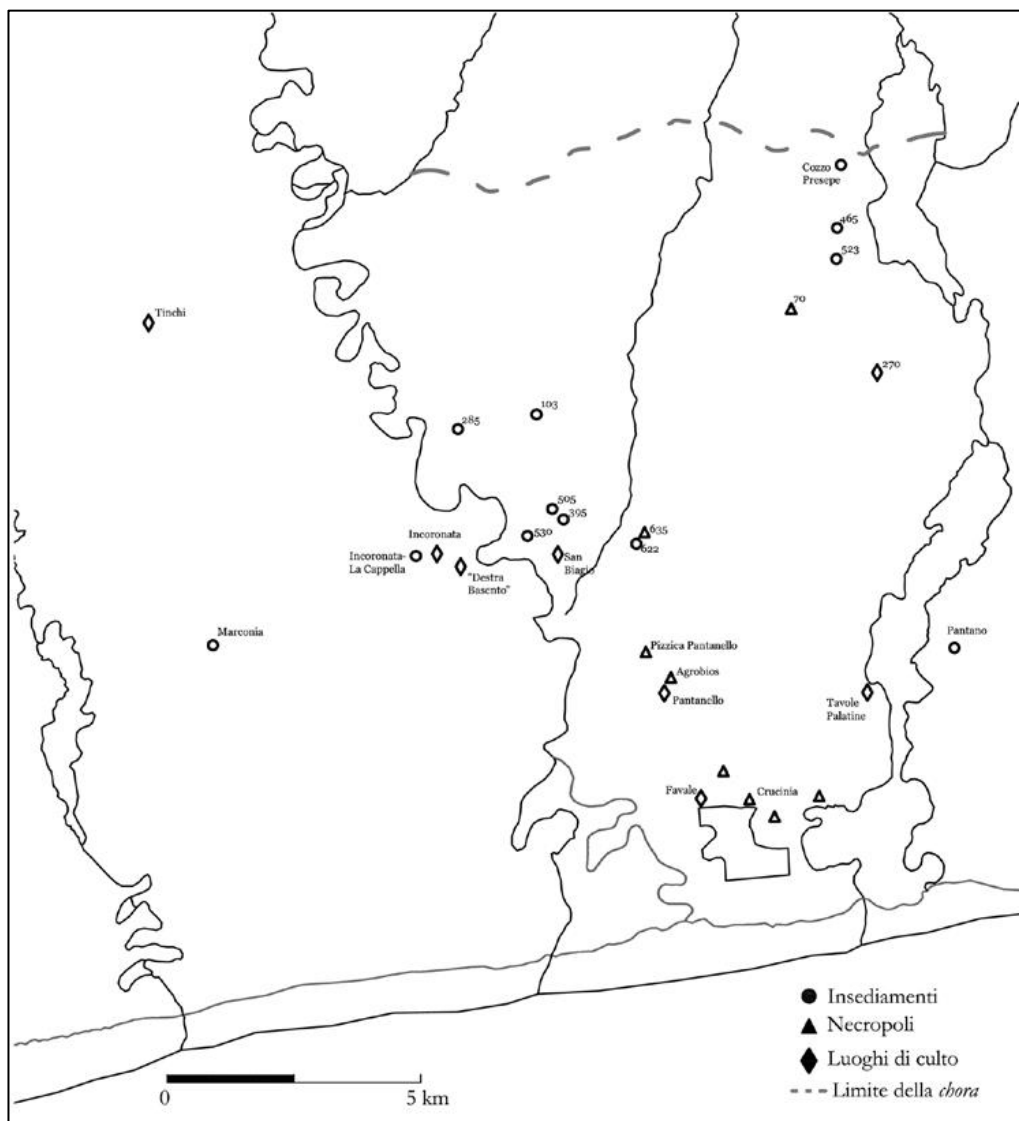 Cozzo
Presepe
465
523
70
Tinchi
270
103
285
505
395
530
635
622
Incoronata
Incoronata-
La Cappella
"Destra
Basento"
San
Biagio
Marconia
Pantano
Pizzica Pantanello
Agrobios
Pantanello
Tavole
Palatine
Favale
Crucinia
Insediamenti
Necropoli
Luoghi di culto
Limite della chora
0
5 km